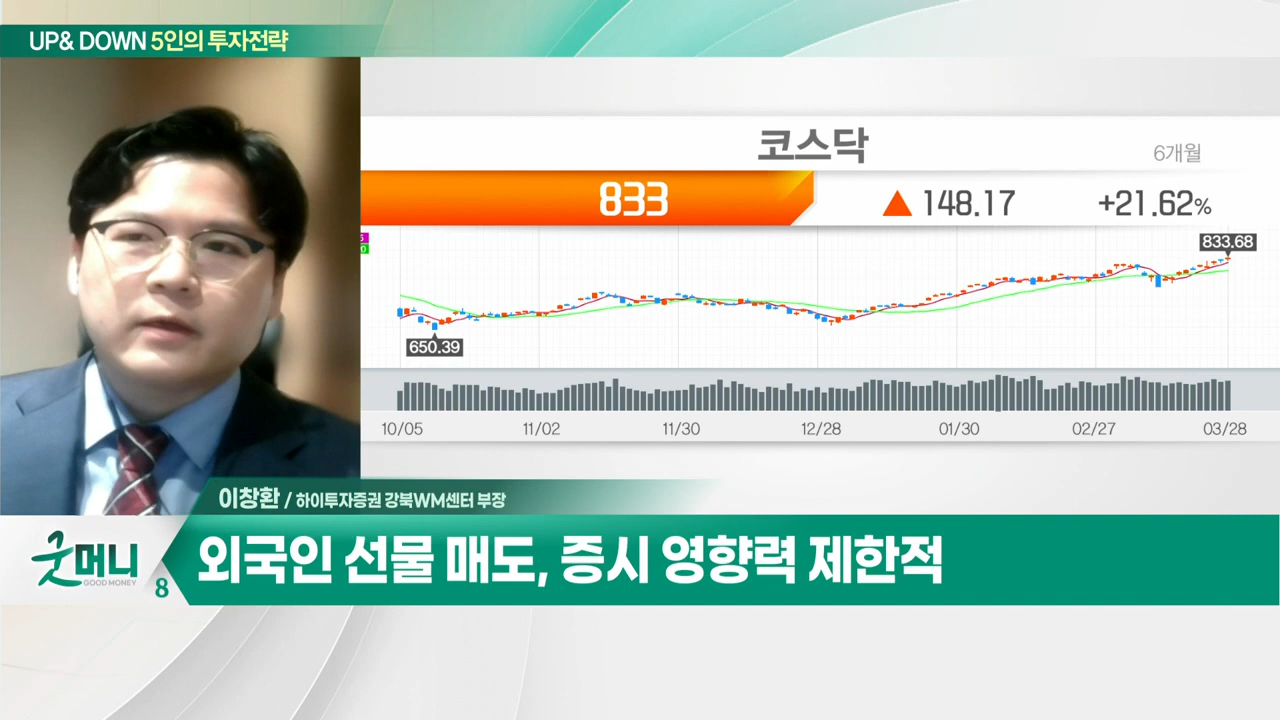 UP& DOWN 5인의 투자전략
코스닥
6개월
833
▲ 148.17
+21.62%
833.68
650.39
10/05 11/02 11/30 12/28 01/30 02/27 03/28
이창환 / 하이투자증권 강북WM센터 부장
외국인 선물 매도, 증시 영향력 제한적
굿머니
GOOD MONEY
8